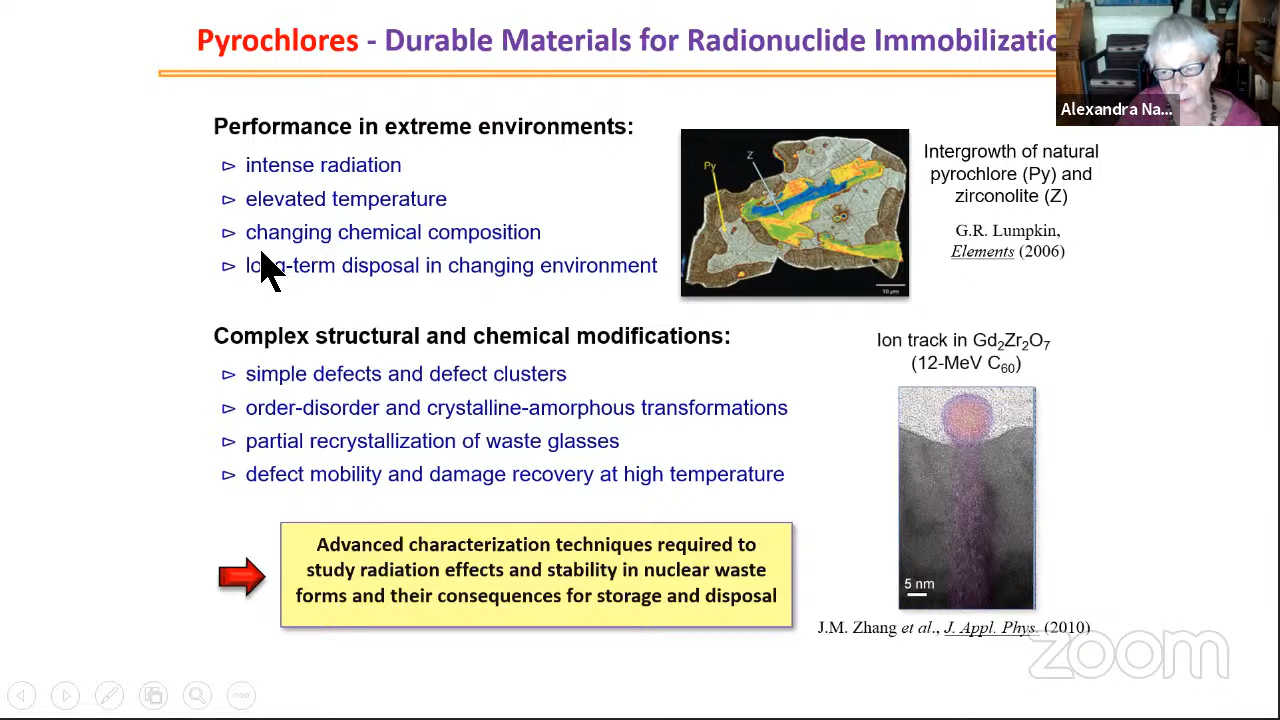 Pyrochlores - Durable Materials for Radionuclide Immobilizatio
Alexandra Na...
Performance in extreme environments:
▻ intense radiation
▻ elevated temperature
▻ changing chemical composition
▻ long-term disposal in changing environment
Py
Z
10 μm
Intergrowth of natural
pyrochlore (Py) and
zirconolite (Z)
G.R. Lumpkin,
Elements (2006)
Complex structural and chemical modifications:
▻ simple defects and defect clusters
▻ order-disorder and crystalline-amorphous transformations
▻ partial recrystallization of waste glasses
▻ defect mobility and damage recovery at high temperature
Ion track in Gd₂Zr₂O₇
(12-MeV C₆₀)
5 nm
J.M. Zhang et al., J. Appl. Phys. (2010)
Advanced characterization techniques required to
study radiation effects and stability in nuclear waste
forms and their consequences for storage and disposal
zoom